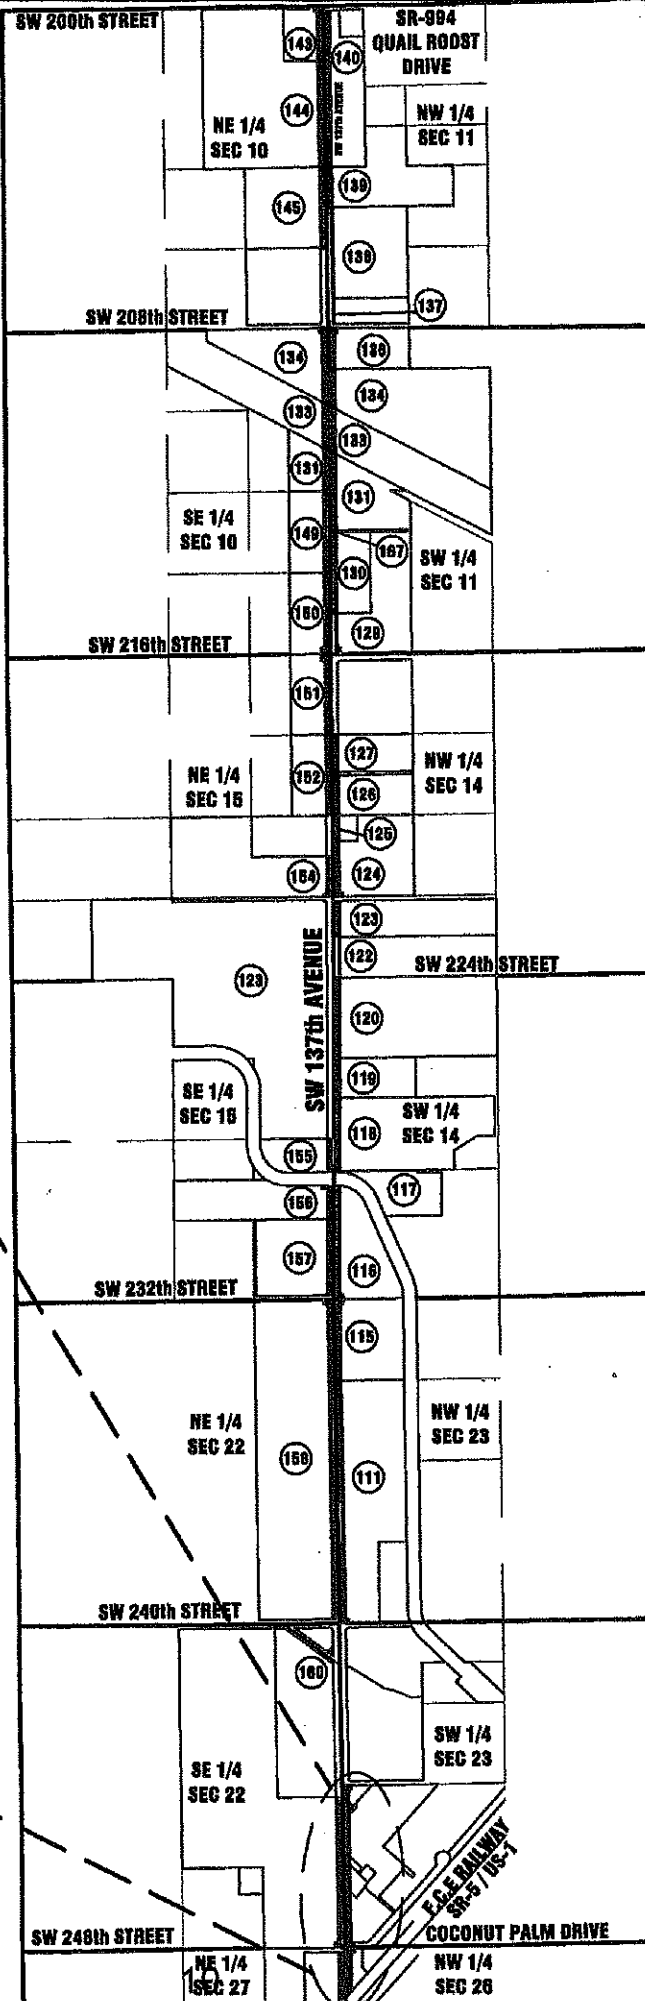 SW 200th STREET
SR-994
QUAIL ROOST
DRIVE
143
140
144
SW 137th AVENUE
NE 1/4
SEC 10
NW 1/4
SEC 11
139
145
138
137
SW 208th STREET
134
136
134
133
133
131
131
SE 1/4
SEC 10
149
167
130
SW 1/4
SEC 11
150
128
SW 216th STREET
151
127
NW 1/4
SEC 14
NE 1/4
SEC 15
152
126
125
154
124
123
122
SW 224th STREET
123
SW 137th AVENUE
120
119
SE 1/4
SEC 15
SW 1/4
SEC 14
118
155
117
156
157
116
SW 232th STREET
115
NE 1/4
SEC 22
NW 1/4
SEC 23
158
111
SW 240th STREET
160
SW 1/4
SEC 23
SE 1/4
SEC 22
F.C.E RAILWAY
SR-5 / US-1
SW 248th STREET
COCONUT PALM DRIVE
NE 1/4
SEC 27
10
NW 1/4
SEC 26